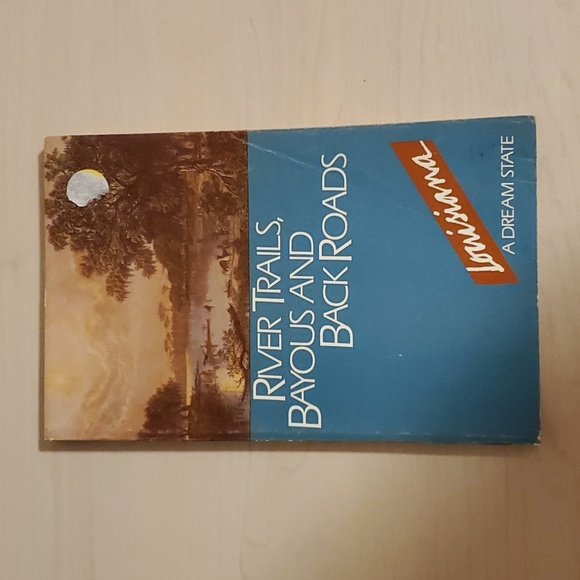 RIVER TRAILS,
BAYOUS AND
BACK ROADS
Louisiana
A DREAM STATE